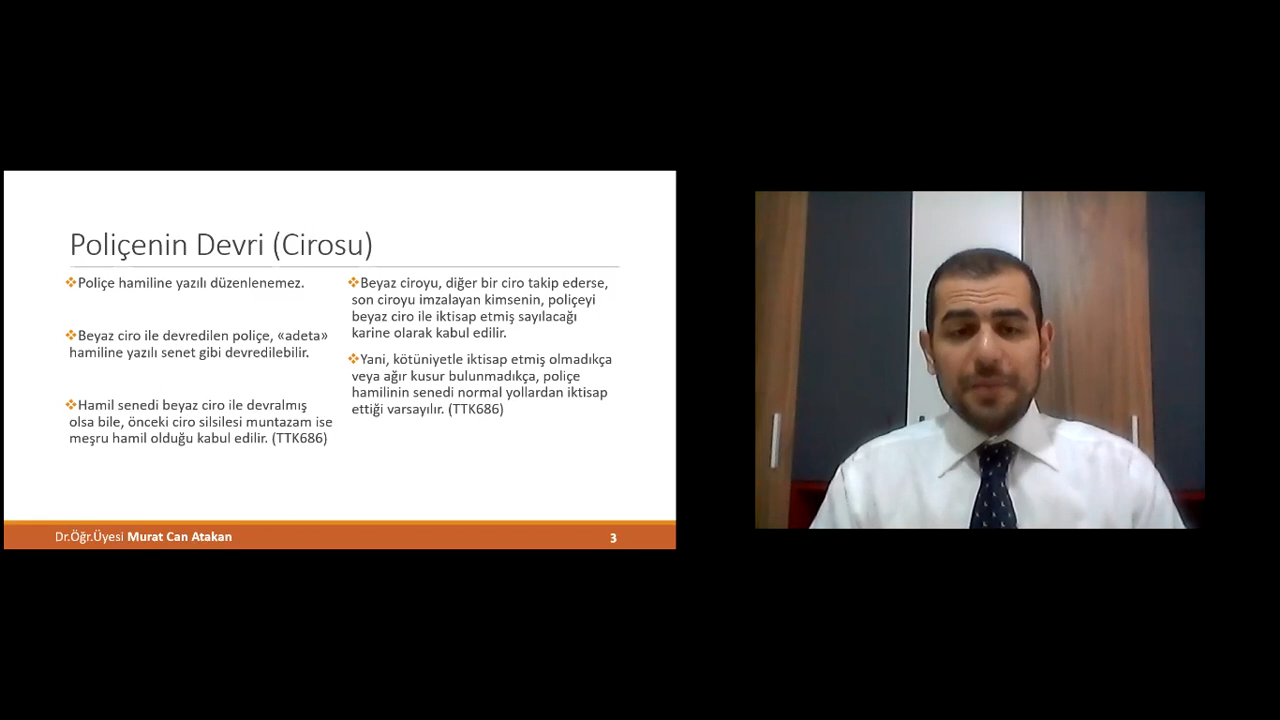 Poliçenin Devri (Cirosu)
❖Poliçe hamiline yazılı düzenlenemez.
❖Beyaz ciro ile devredilen poliçe, «adeta»
hamiline yazılı senet gibi devredilebilir.
❖Hamil senedi beyaz ciro ile devralmış
olsa bile, önceki ciro silsilesi muntazam ise
meşru hamil olduğu kabul edilir. (TTK686)
❖Beyaz ciroyu, diğer bir ciro takip ederse,
son ciroyu imzalayan kimsenin, poliçeyi
beyaz ciro ile iktisap etmiş sayılacağı
karine olarak kabul edilir.
❖Yani, kötüniyetle iktisap etmiş olmadıkça
veya ağır kusur bulunmadıkça, poliçe
hamilinin senedi normal yollardan iktisap
ettiği varsayılır. (TTK686)
Dr.Öğr.Üyesi Murat Can Atakan
3